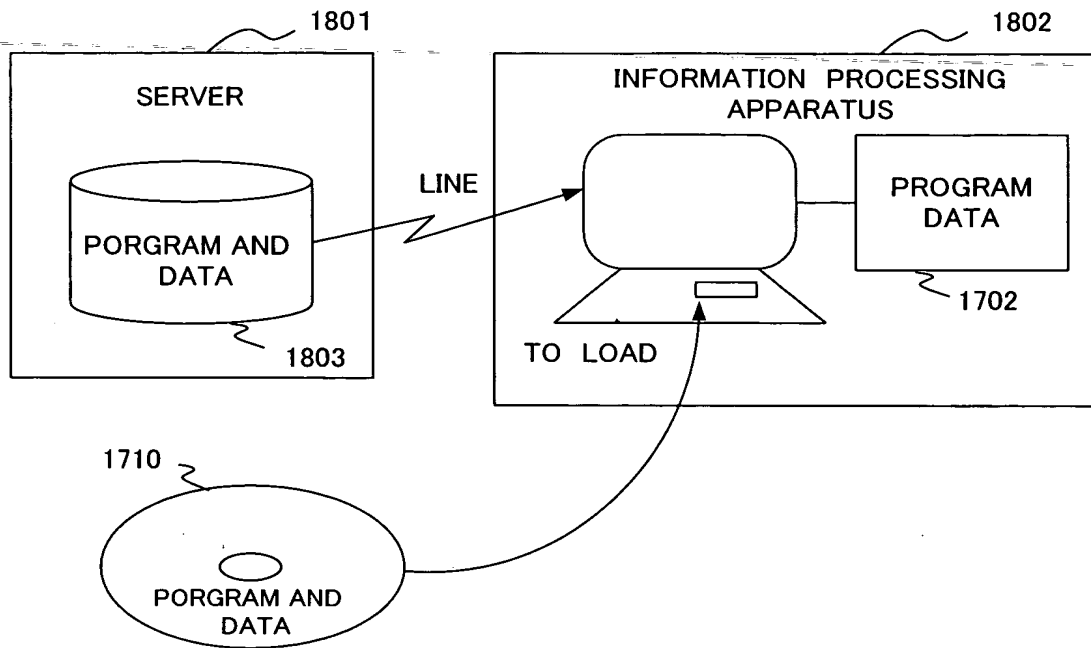 1801
SERVER
PORGRAM AND
DATA
1803
LINE
1802
INFORMATION PROCESSING
APPARATUS
PROGRAM
DATA
1702
TO LOAD
1710
PORGRAM AND
DATA